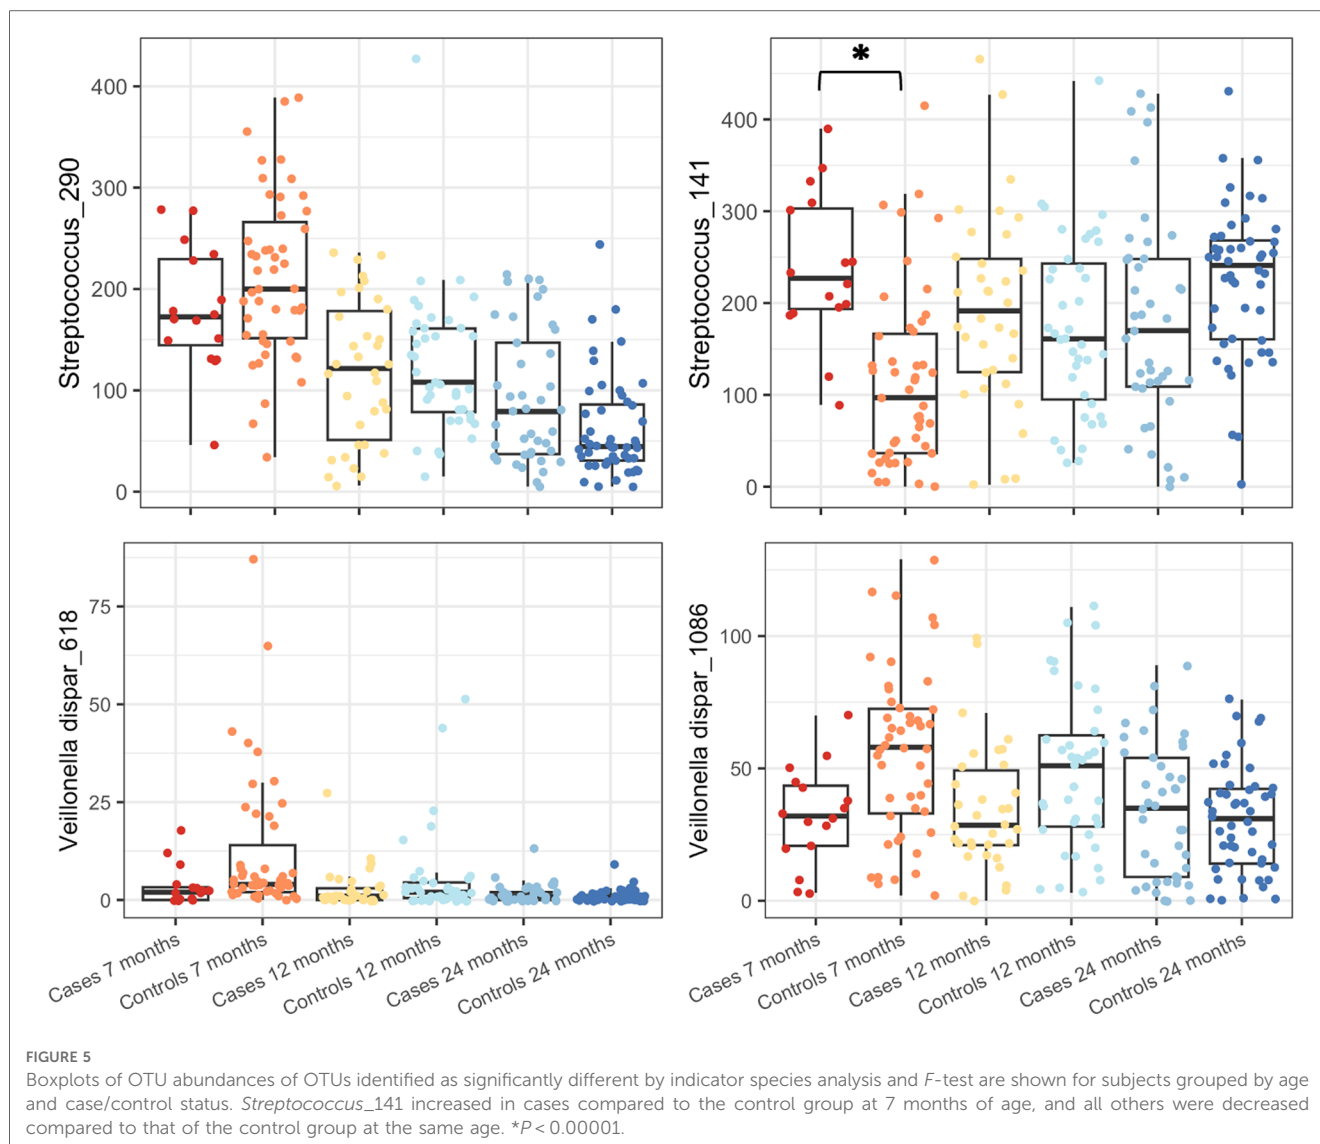 Streptococcus_290
400
300
200
100
0
*
Streptococcus_141
400
300
200
100
0
Veillonella dispar_618
75
50
25
0
Veillonella dispar_1086
100
50
0
Cases 7 months
Controls 7 months
Cases 12 months
Controls 12 months
Cases 24 months
Controls 24 months
Cases 7 months
Controls 7 months
Cases 12 months
Controls 12 months
Cases 24 months
Controls 24 months
FIGURE 5
Boxplots of OTU abundances of OTUs identified as significantly different by indicator species analysis and F-test are shown for subjects grouped by age
and case/control status. Streptococcus_141 increased in cases compared to the control group at 7 months of age, and all others were decreased
compared to that of the control group at the same age. *P < 0.00001.